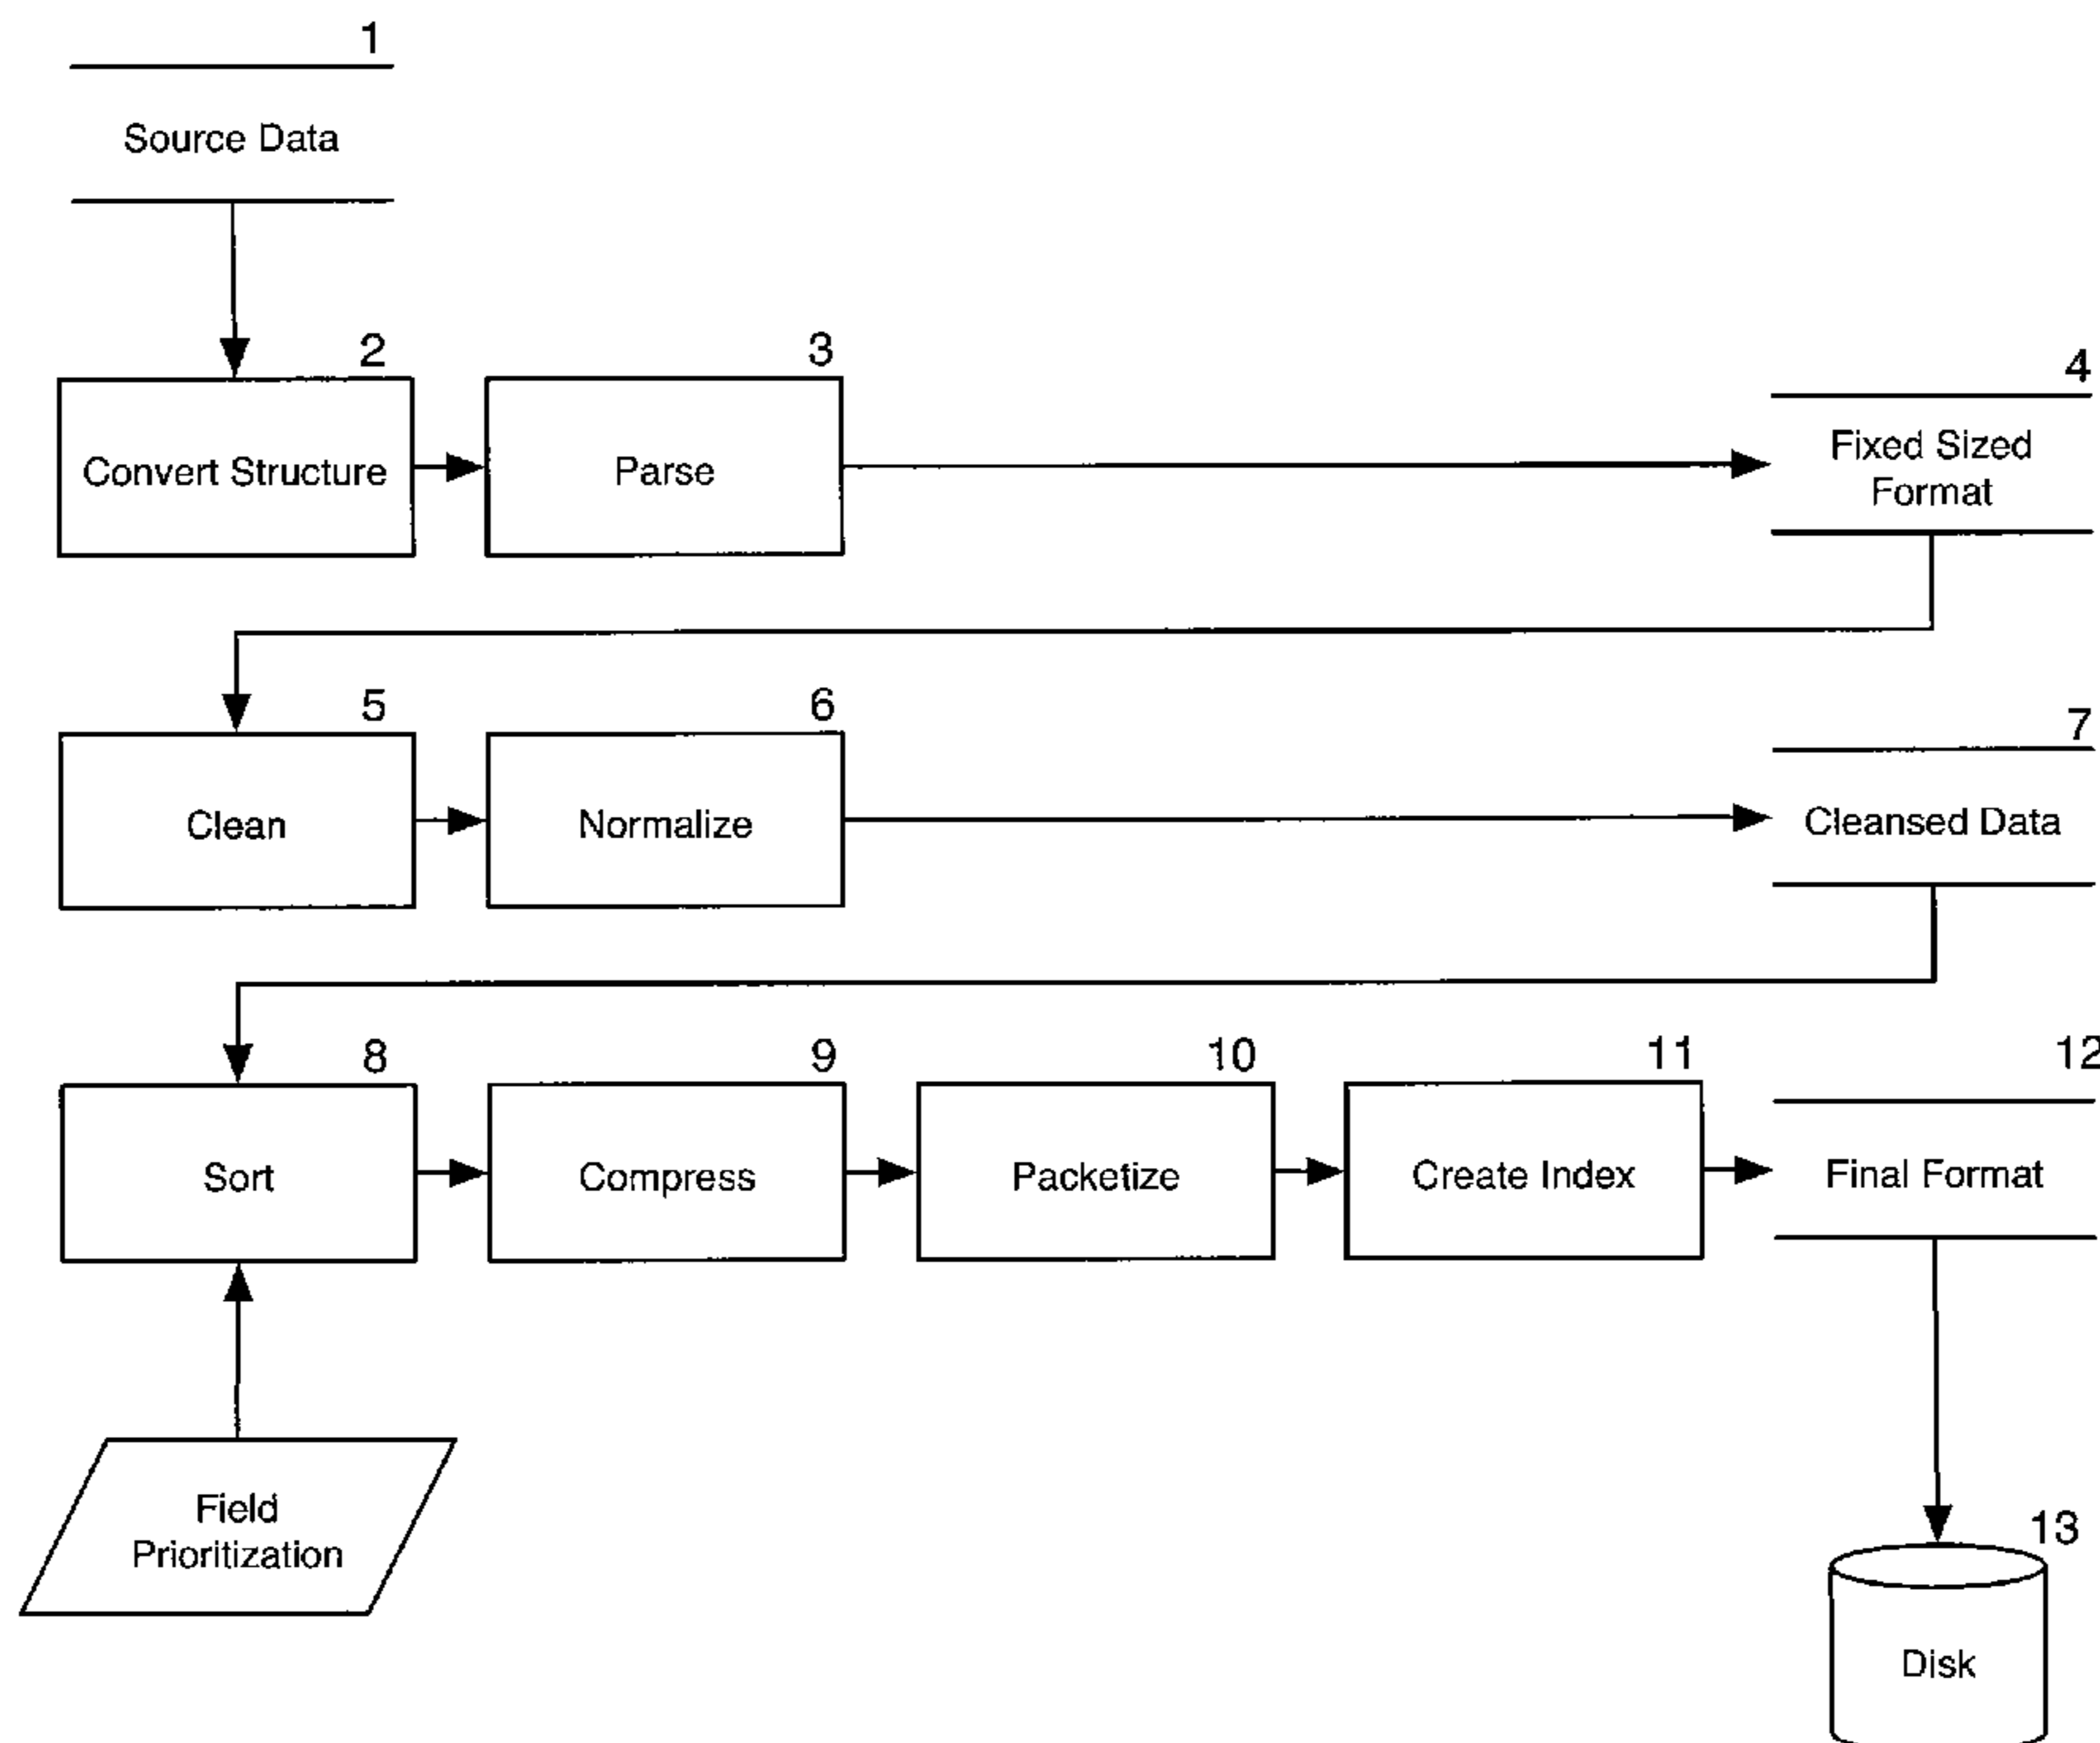 1
Source Data
2
Convert Structure
3
Parse
4
Fixed Sized
Format
5
Clean
6
Normalize
7
Cleansed Data
8
Sort
9
Compress
10
Packetize
11
Create Index
12
Final Format
Field
Prioritization
13
Disk